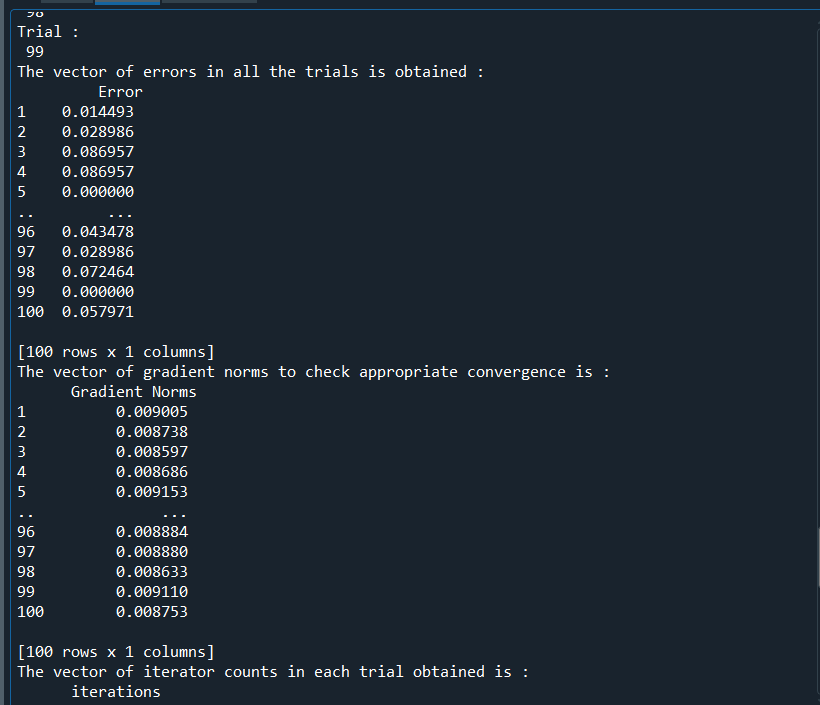 98
Trial :
99
The vector of errors in all the trials is obtained :
Error
1 0.014493
2 0.028986
3 0.086957
4 0.086957
5 0.000000
.. ...
96 0.043478
97 0.028986
98 0.072464
99 0.000000
100 0.057971
[100 rows x 1 columns]
The vector of gradient norms to check appropriate convergence is :
Gradient Norms
1 0.009005
2 0.008738
3 0.008597
4 0.008686
5 0.009153
.. ...
96 0.008884
97 0.008880
98 0.008633
99 0.009110
100 0.008753
[100 rows x 1 columns]
The vector of iterator counts in each trial obtained is :
iterations